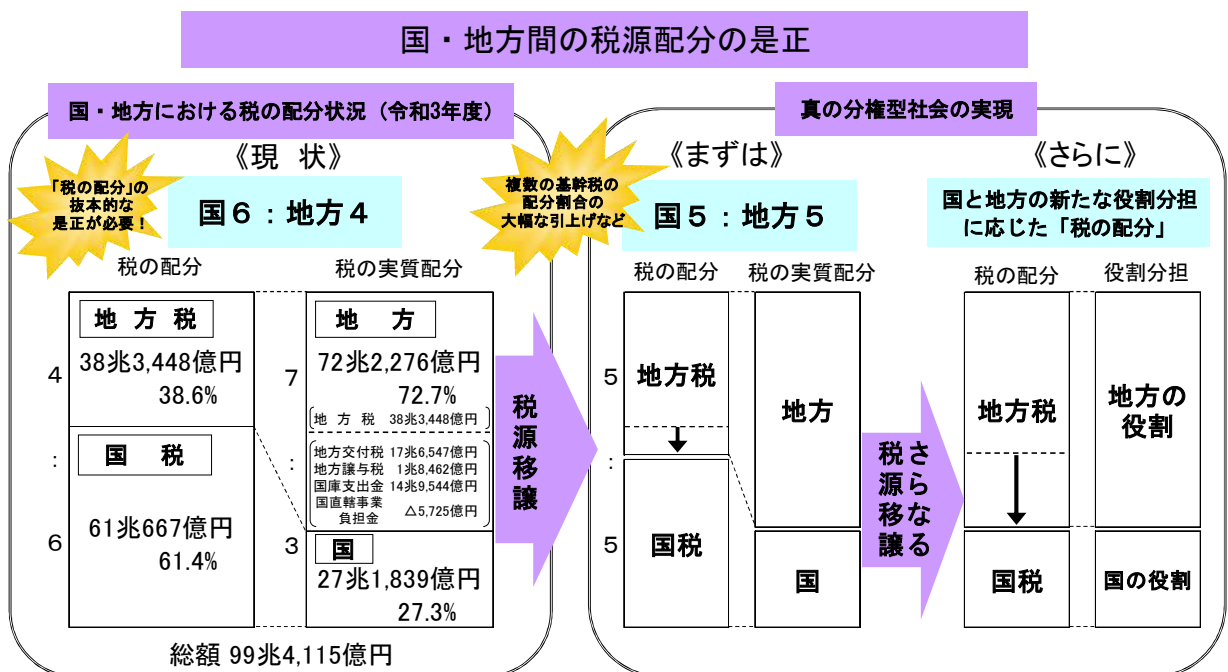 国・地方間の税源配分の是正
国・地方における税の配分状況（令和3年度）
《現 状》
「税の配分」の
抜本的な
是正が必要！
国６：地方４
税の配分
税の実質配分
4
：
6
地 方 税
38兆3,448億円
38.6%
国 税
61兆667億円
61.4%
7
：
3
地 方
72兆2,276億円
72.7%
地 方 税 38兆3,448億円
地方交付税 17兆6,547億円
地方譲与税 1兆8,462億円
国庫支出金 14兆9,544億円
国直轄事業
負担金 △5,725億円
国
27兆1,839億円
27.3%
総額 99兆4,115億円
税源移譲
真の分権型社会の実現
《まずは》
複数の基幹税の
配分割合の
大幅な引上げなど
国５：地方５
税の配分
税の実質配分
5
：
5
地方税
国税
地方
国
さらなる
税源移譲
《さらに》
国と地方の新たな役割分担
に応じた「税の配分」
税の配分
役割分担
地方税
国税
地方の
役割
国の役割